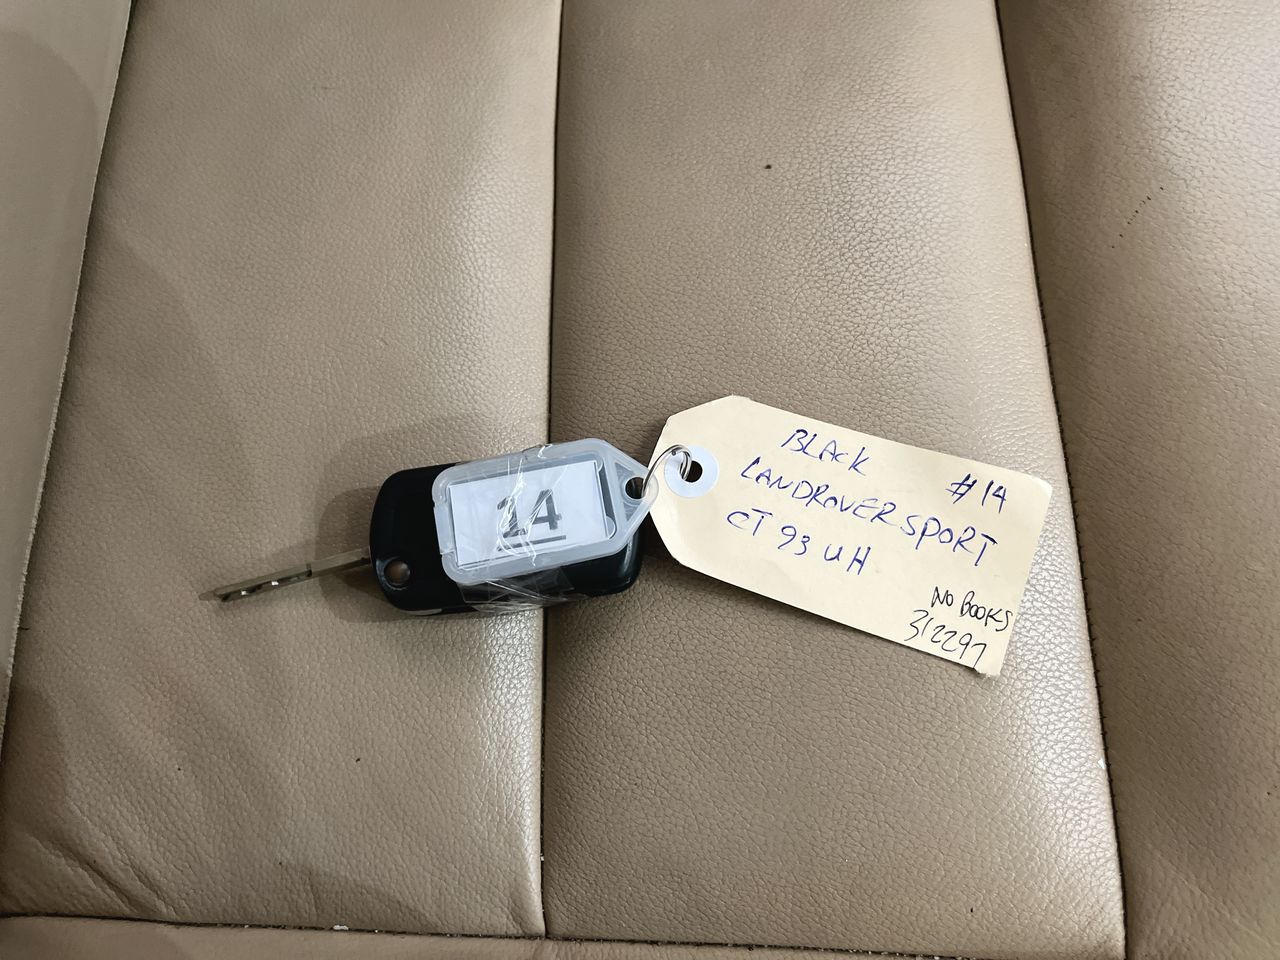 14
BLACK
#14
LANDROVER SPORT
CT 93 UH
NO BOOKS
312297